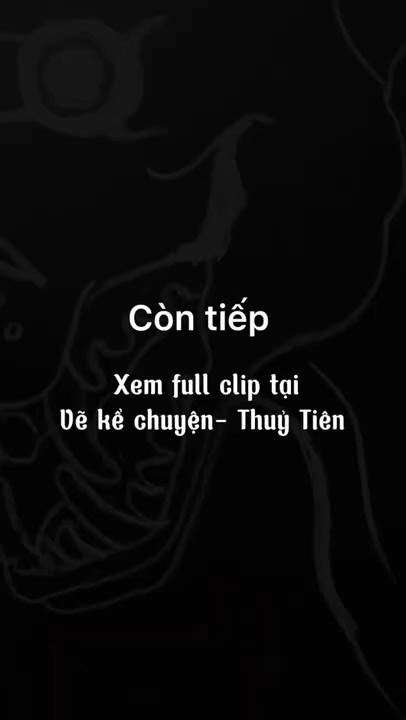 Còn tiếp
Xem full clip tại
Vẽ kể chuyện- Thuỷ Tiên